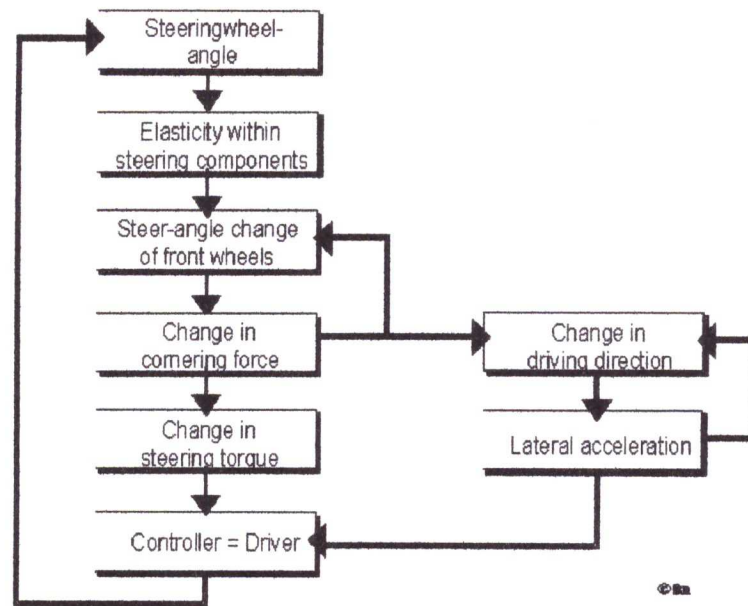 Steeringwheel-
angle
Elasticity within
steering components
Steer-angle change
of front wheels
Change in
cornering force
Change in
driving direction
Change in
steering torque
Lateral acceleration
Controller = Driver